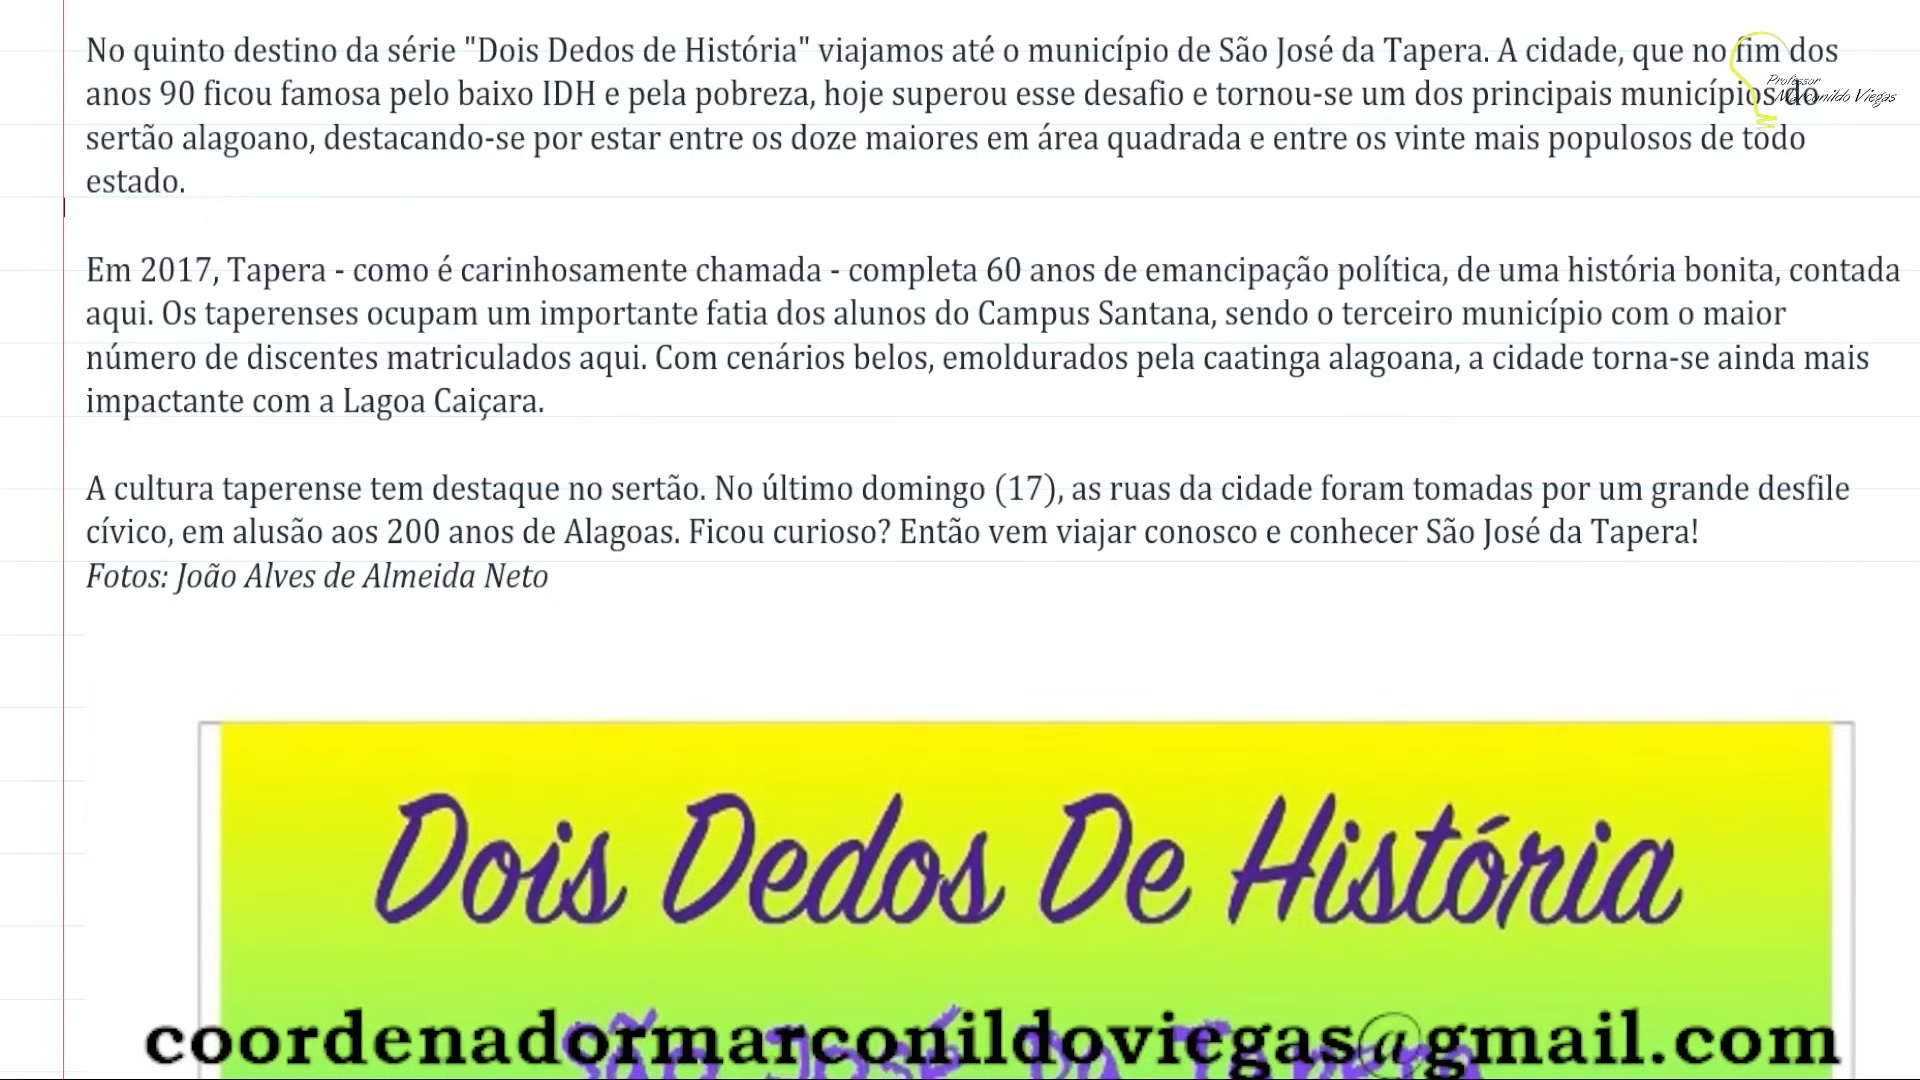 No quinto destino da série "Dois Dedos de História" viajamos até o município de São José da Tapera. A cidade, que no fim dos
anos 90 ficou famosa pelo baixo IDH e pela pobreza, hoje superou esse desafio e tornou-se um dos principais municípios do
sertão alagoano, destacando-se por estar entre os doze maiores em área quadrada e entre os vinte mais populosos de todo
estado.
Professor
Marconildo Viegas
Em 2017, Tapera - como é carinhosamente chamada - completa 60 anos de emancipação política, de uma história bonita, contada
aqui. Os taperenses ocupam um importante fatia dos alunos do Campus Santana, sendo o terceiro município com o maior
número de discentes matriculados aqui. Com cenários belos, emoldurados pela caatinga alagoana, a cidade torna-se ainda mais
impactante com a Lagoa Caiçara.
A cultura taperense tem destaque no sertão. No último domingo (17), as ruas da cidade foram tomadas por um grande desfile
cívico, em alusão aos 200 anos de Alagoas. Ficou curioso? Então vem viajar conosco e conhecer São José da Tapera!
Fotos: João Alves de Almeida Neto
Dois Dedos De História
São José Da Tapera
coordenadormarconildoviegas@gmail.com